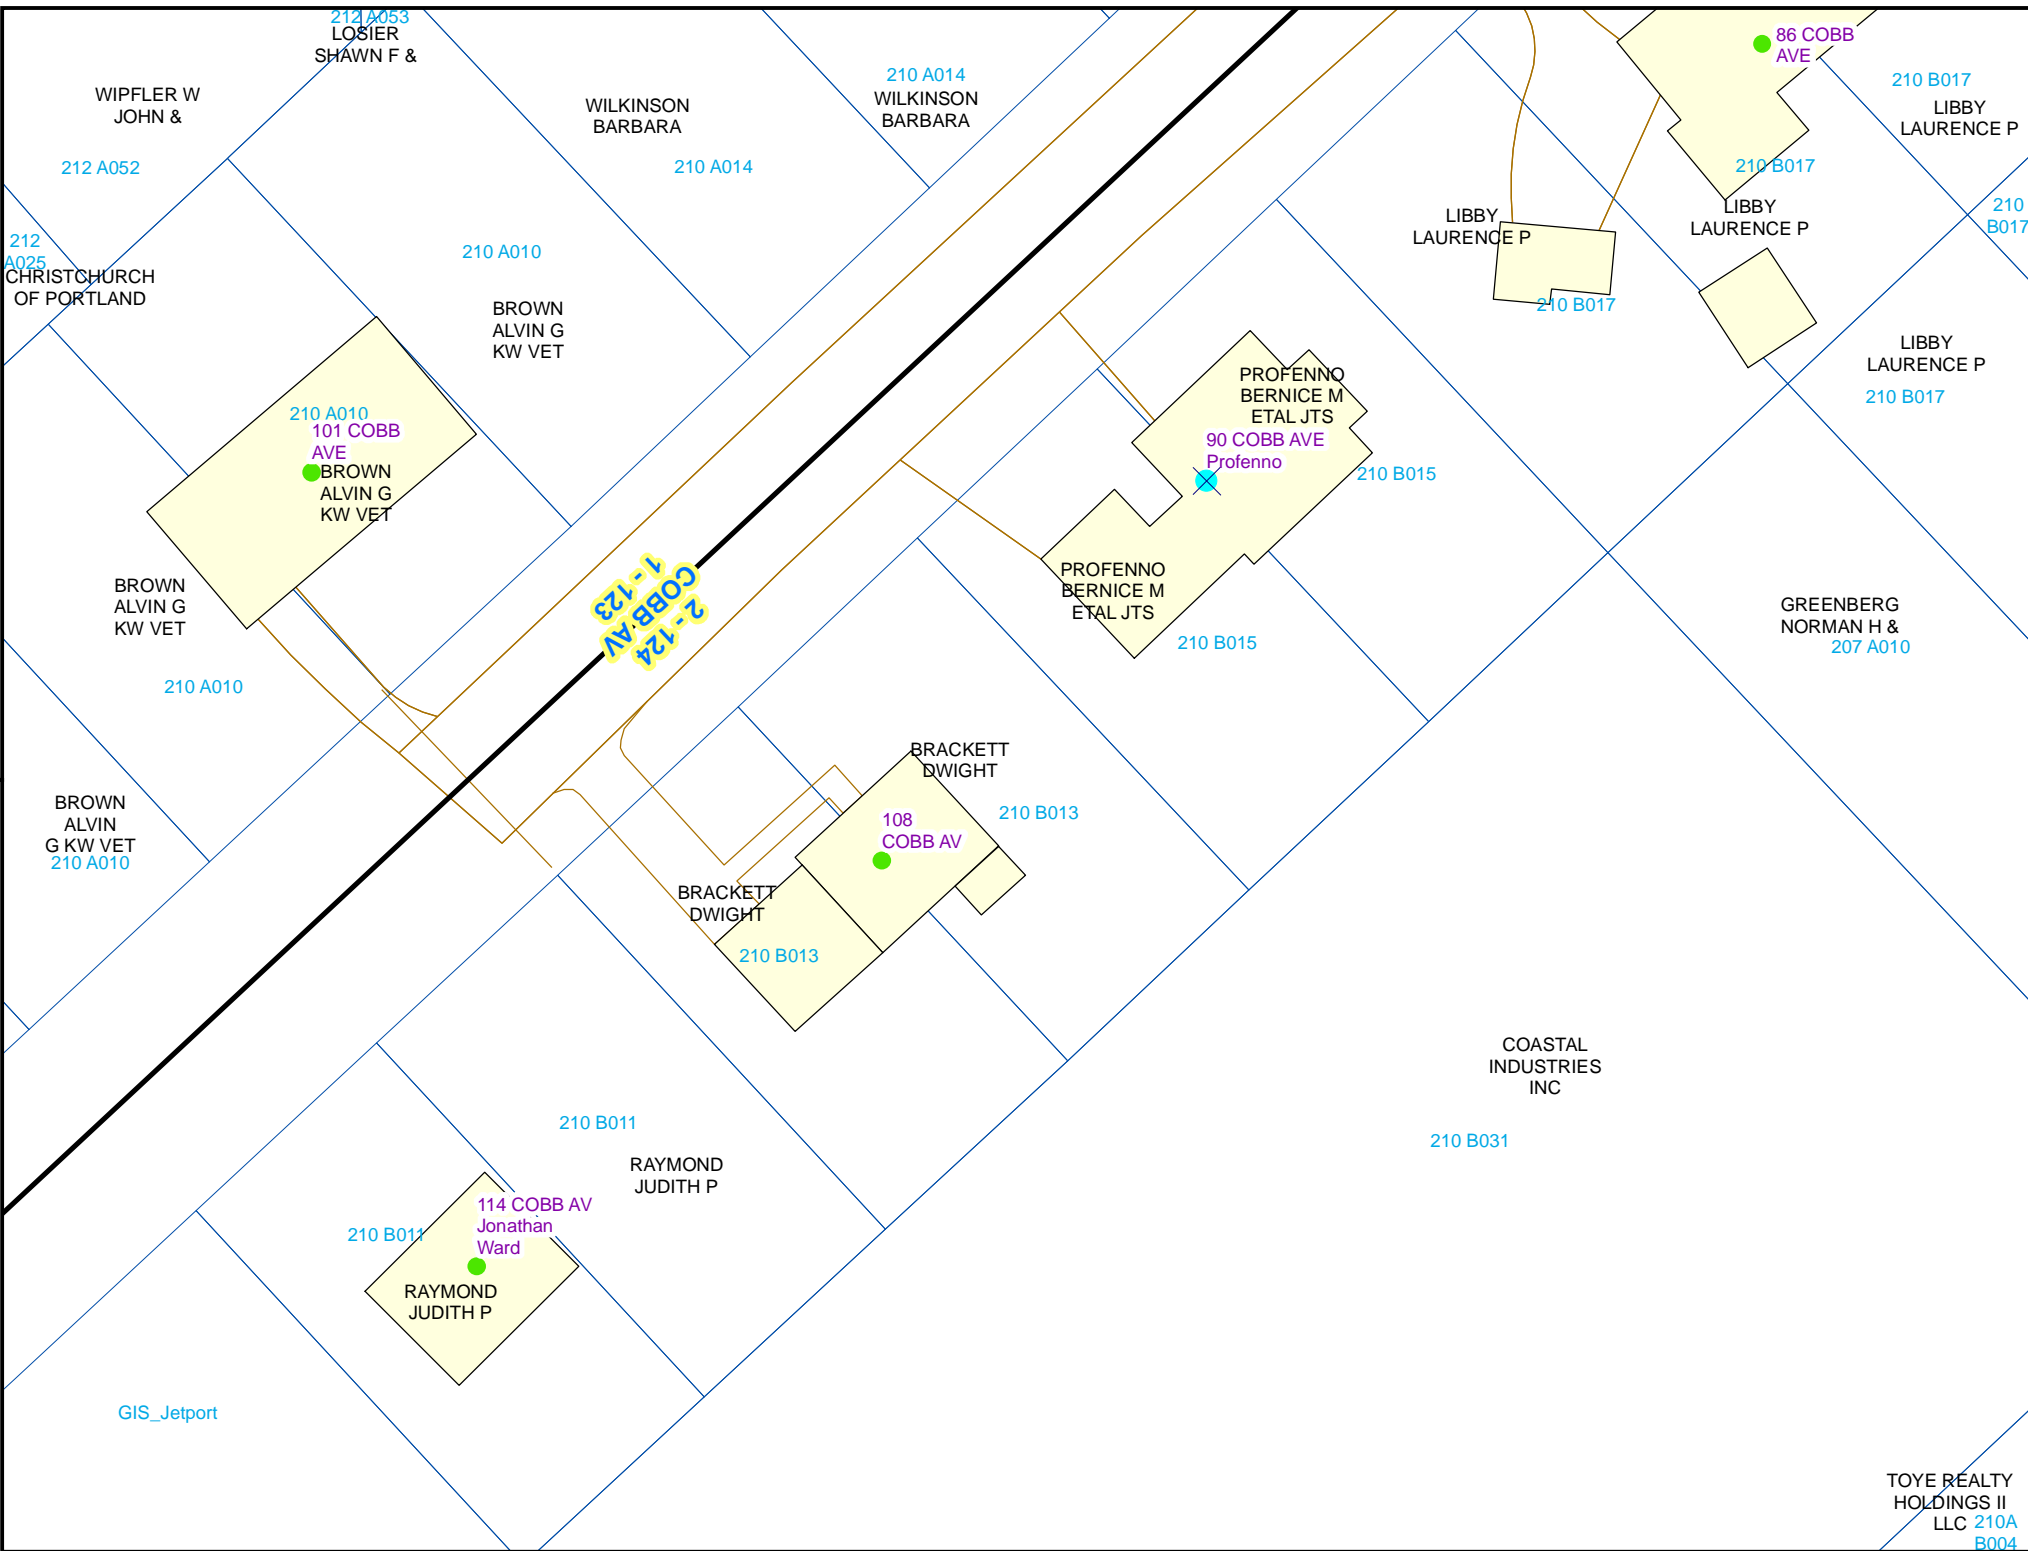 212 A053
LOSIER
SHAWN F &
WIPFLER W
JOHN &
212 A052
WILKINSON
BARBARA
210 A014
210 A014
WILKINSON
BARBARA
86 COBB
AVE
210 B017
LIBBY
LAURENCE P
210 B017
LIBBY
LAURENCE P
210
B017
LIBBY
LAURENCE P
210 B017
212
A025
CHRISTCHURCH
OF PORTLAND
210 A010
BROWN
ALVIN G
KW VET
LIBBY
LAURENCE P
210 B017
210 A010
101 COBB
AVE
BROWN
ALVIN G
KW VET
PROFENNO
BERNICE M
ETAL JTS
90 COBB AVE
Profenno
210 B015
PROFENNO
BERNICE M
ETAL JTS
210 B015
1 - 123
COBB AV
2 - 124
BROWN
ALVIN G
KW VET
210 A010
GREENBERG
NORMAN H &
207 A010
BROWN
ALVIN
G KW VET
210 A010
BRACKETT
DWIGHT
210 B013
108
COBB AV
BRACKETT
DWIGHT
210 B013
COASTAL
INDUSTRIES
INC
210 B031
210 B011
RAYMOND
JUDITH P
114 COBB AV
Jonathan
Ward
210 B011
RAYMOND
JUDITH P
GIS_Jetport
TOYE REALTY
HOLDINGS II
LLC
210A
B004